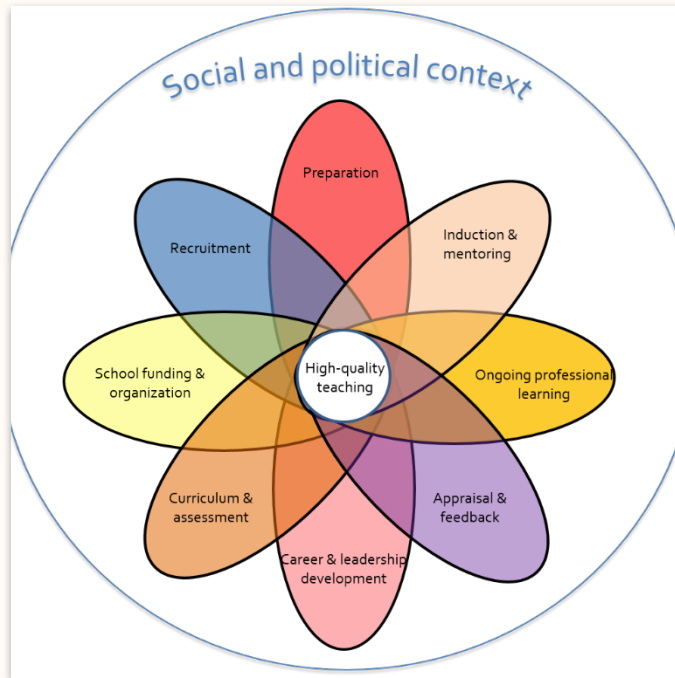 Social and political context
Preparation
Recruitment
Induction &
mentoring
School funding &
organization
High-quality
teaching
Ongoing professional
learning
Curriculum &
assessment
Appraisal &
feedback
Career & leadership
development